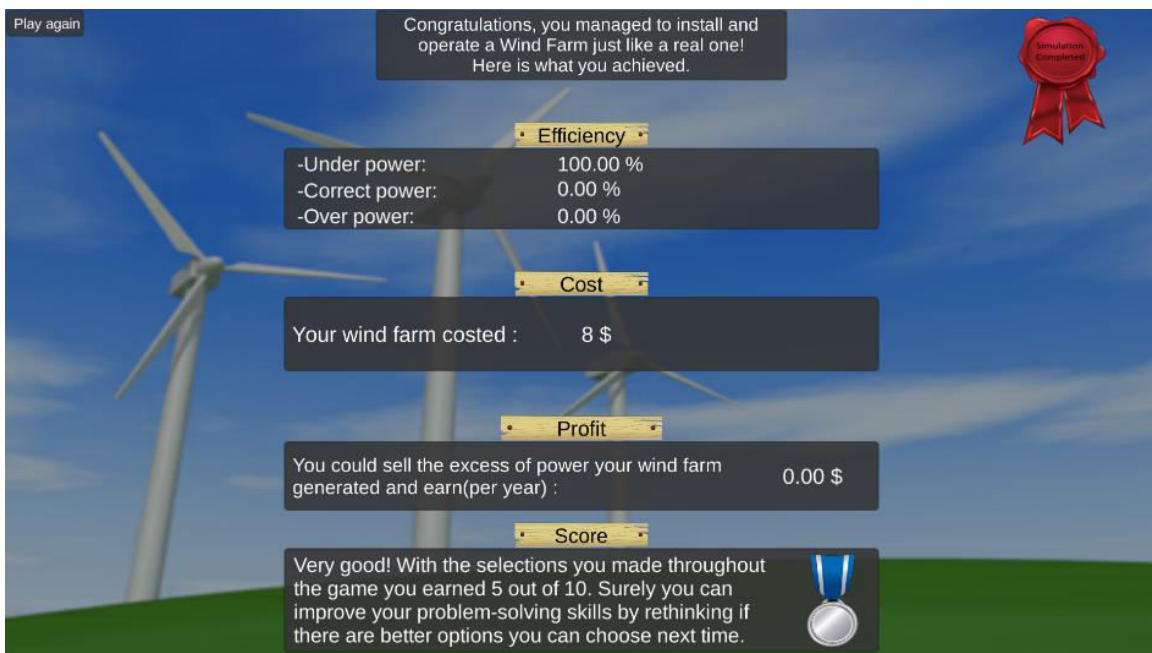 Play again
Congratulations, you managed to install and
operate a Wind Farm just like a real one!
Here is what you achieved.
Simulation
Completed
Efficiency
-Under power: 100.00 %
-Correct power: 0.00 %
-Over power: 0.00 %
Cost
Your wind farm costed : 8 $
Profit
You could sell the excess of power your wind farm
generated and earn(per year) : 0.00 $
Score
Very good! With the selections you made throughout
the game you earned 5 out of 10. Surely you can
improve your problem-solving skills by rethinking if
there are better options you can choose next time.